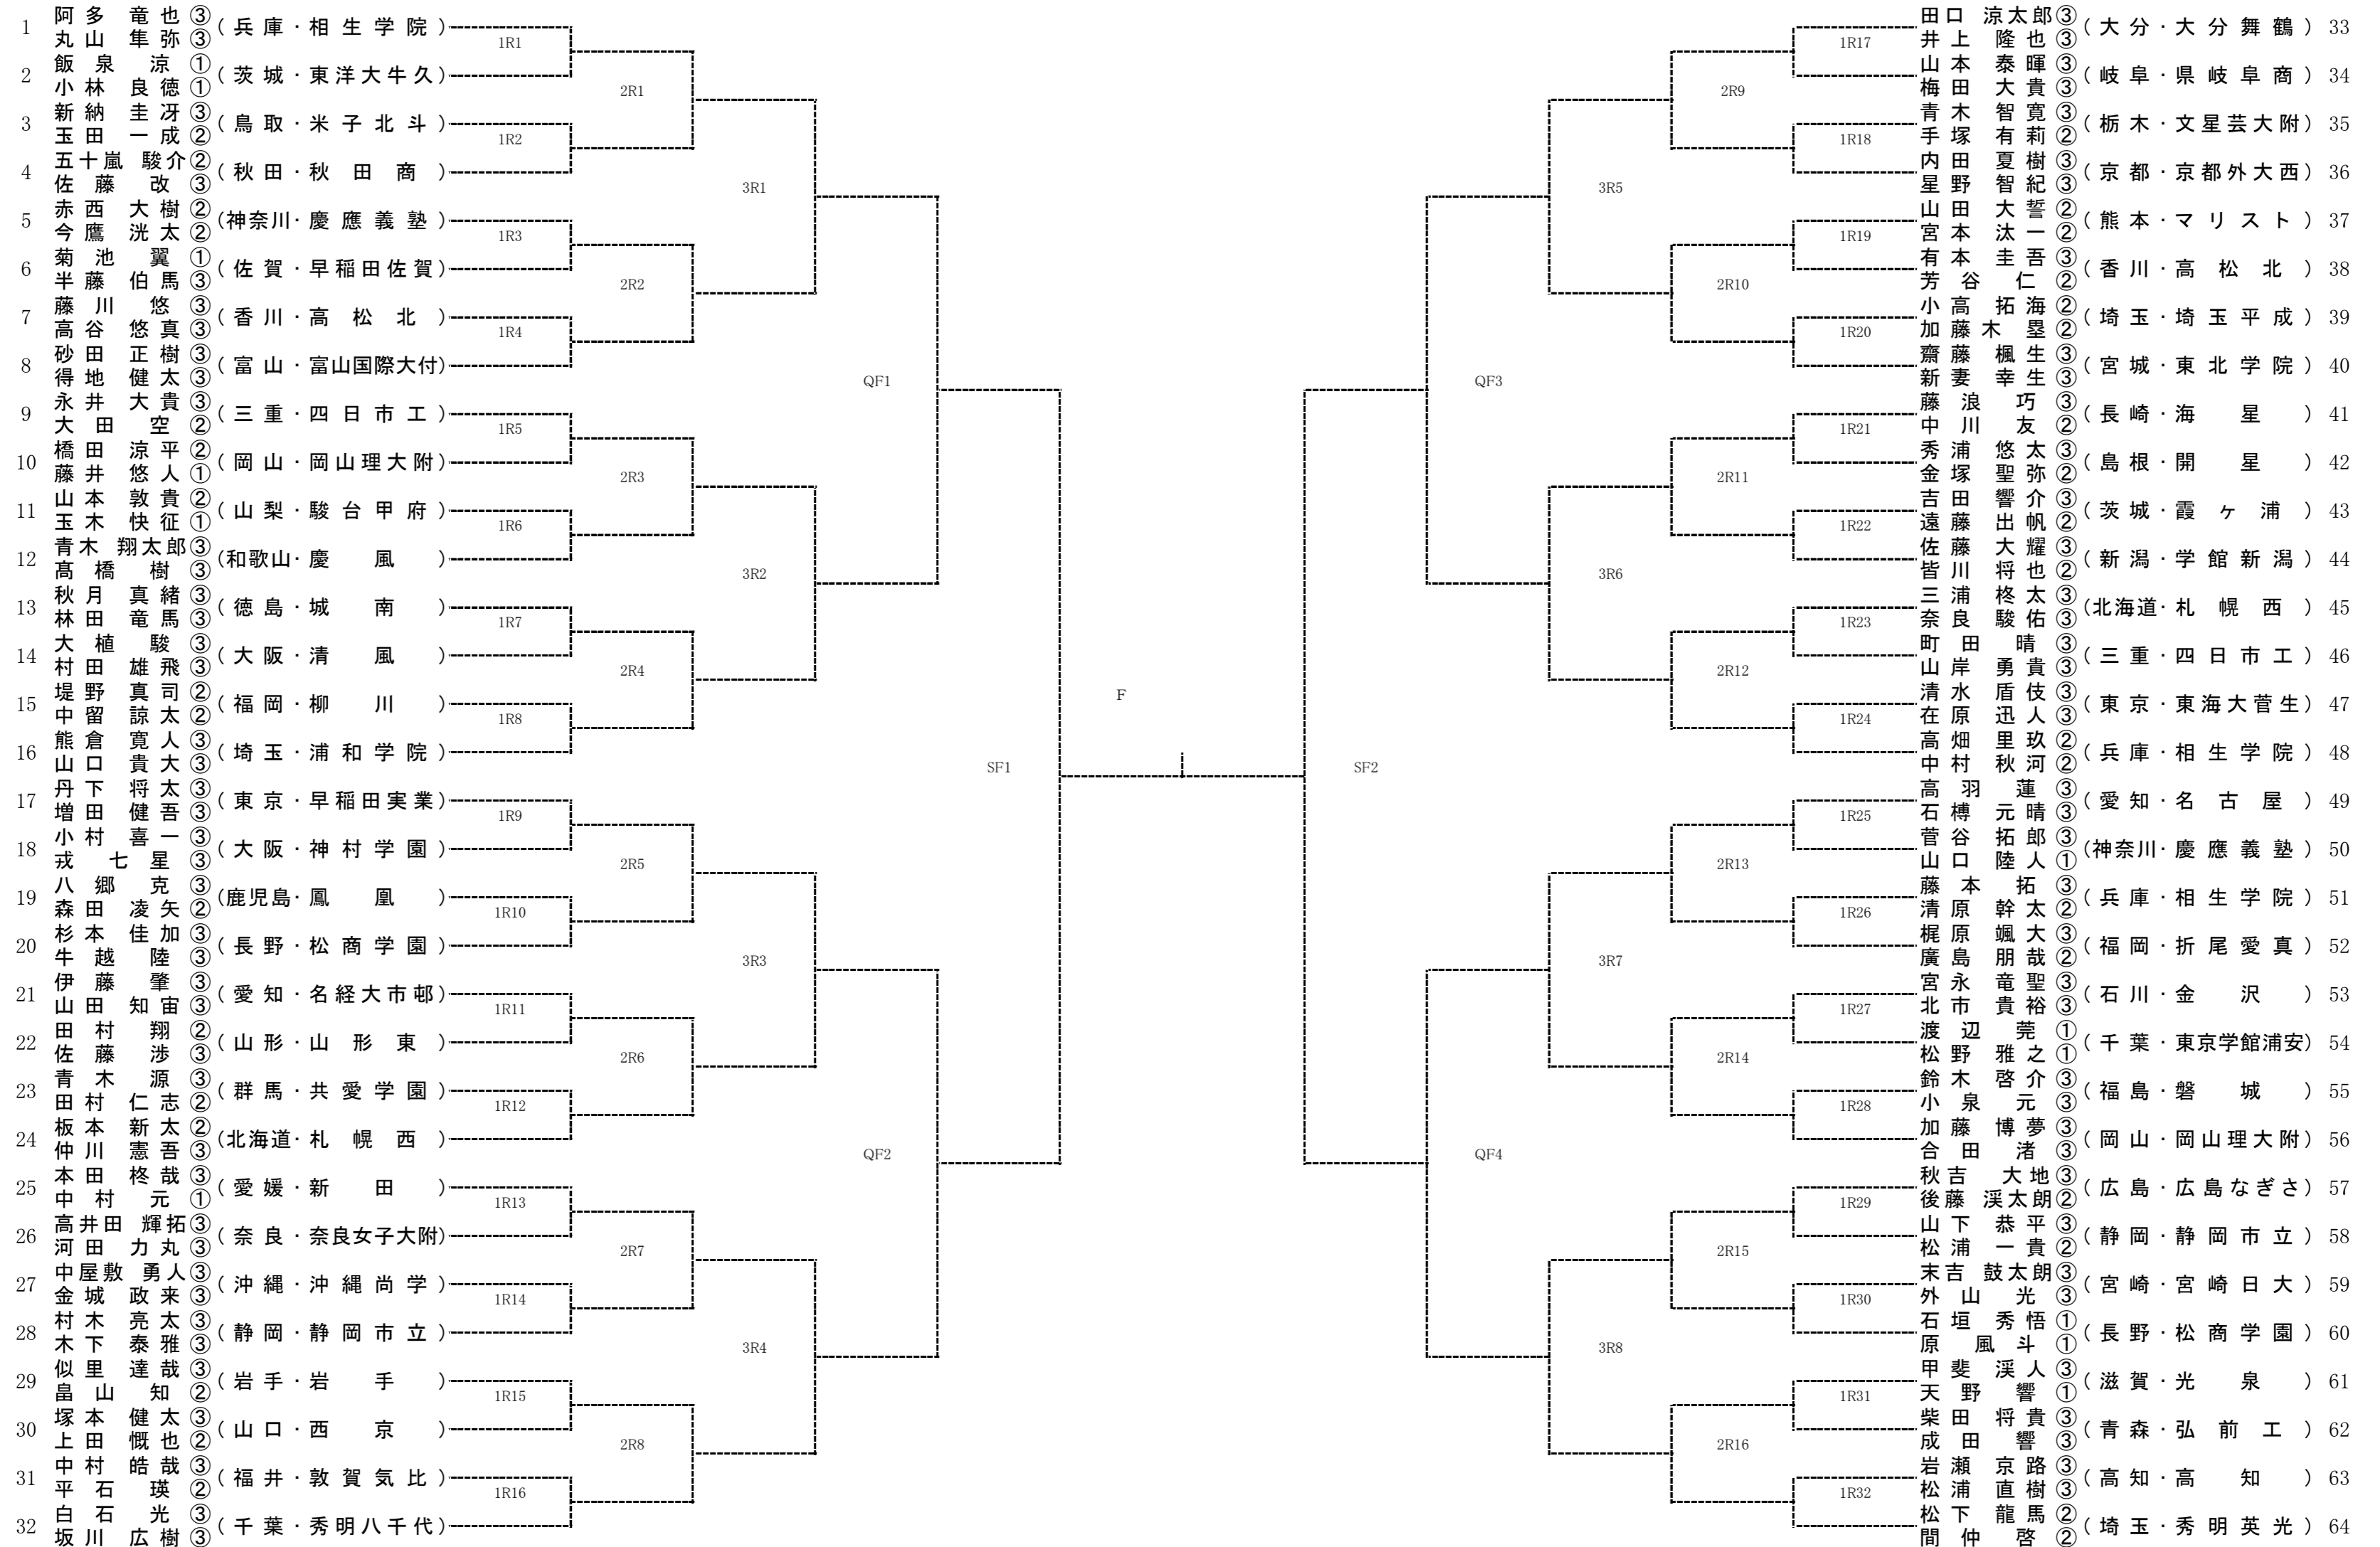 1 阿多 竜也③ (兵庫・相生学院)
丸山 隼弥③
2 飯泉 涼① (茨城・東洋大牛久)
小林 良徳①
3 新納 圭冴③ (鳥取・米子北斗)
玉田 一成②
4 五十嵐 駿介② (秋田・秋田商)
佐藤 改③
5 赤西 大樹② (神奈川・慶應義塾)
今鷹 洸太②
6 菊池 翼① (佐賀・早稲田佐賀)
半藤 伯馬③
7 藤川 悠③ (香川・高松北)
高谷 悠真③
8 砂田 正樹③ (富山・富山国際大付)
得地 健太③
9 永井 大貴③ (三重・四日市工)
大田 空②
10 橋田 涼平② (岡山・岡山理大附)
藤井 悠人①
11 山本 敦貴② (山梨・駿台甲府)
玉木 快征①
12 青木 翔太郎③ (和歌山・慶風)
髙橋 樹③
13 秋月 真緒③ (徳島・城南)
林田 竜馬③
14 大植 駿③ (大阪・清風)
村田 雄飛③
15 堤野 真司② (福岡・柳川)
中留 諒太②
16 熊倉 寛人③ (埼玉・浦和学院)
山口 貴大③
17 丹下 将太③ (東京・早稲田実業)
増田 健吾③
18 小村 喜一③ (大阪・神村学園)
戎 七星③
19 八郷 克③ (鹿児島・鳳凰)
森田 凌矢②
20 杉本 佳加③ (長野・松商学園)
牛越 陸③
21 伊藤 肇③ (愛知・名経大市邨)
山田 知宙③
22 田村 翔② (山形・山形東)
佐藤 渉③
23 青木 源③ (群馬・共愛学園)
田村 仁志②
24 板本 新太② (北海道・札幌西)
仲川 憲吾③
25 本田 柊哉③ (愛媛・新田)
中村 元①
26 高井田 輝拓③ (奈良・奈良女子大附)
河田 力丸③
27 中屋敷 勇人③ (沖縄・沖縄尚学)
金城 政来③
28 村木 亮太③ (静岡・静岡市立)
木下 泰雅③
29 似里 達哉③ (岩手・岩手)
畠山 知②
30 塚本 健太③ (山口・西京)
上田 慨也②
31 中村 皓哉③ (福井・敦賀気比)
平石 瑛②
32 白石 光③ (千葉・秀明八千代)
坂川 広樹③
1R1
1R2
1R3
1R4
1R5
1R6
1R7
1R8
1R9
1R10
1R11
1R12
1R13
1R14
1R15
1R16
2R1
2R2
2R3
2R4
2R5
2R6
2R7
2R8
3R1
3R2
3R3
3R4
QF1
QF2
SF1
F
SF2
QF3
QF4
3R5
3R6
3R7
3R8
2R9
2R10
2R11
2R12
2R13
2R14
2R15
2R16
1R17
1R18
1R19
1R20
1R21
1R22
1R23
1R24
1R25
1R26
1R27
1R28
1R29
1R30
1R31
1R32
田口 涼太郎③ (大分・大分舞鶴) 33
井上 隆也③
山本 泰暉③ (岐阜・県岐阜商) 34
梅田 大貴③
青木 智寛③ (栃木・文星芸大附) 35
手塚 有莉②
内田 夏樹③ (京都・京都外大西) 36
星野 智紀③
山田 大誓② (熊本・マリスト) 37
宮本 汰一②
有本 圭吾③ (香川・高松北) 38
芳谷 仁②
小高 拓海② (埼玉・埼玉平成) 39
加藤木 塁②
齋藤 楓生③ (宮城・東北学院) 40
新妻 幸生③
藤浪 巧③ (長崎・海星) 41
中川 友②
秀浦 悠太③ (島根・開星) 42
金塚 聖弥②
吉田 響介③ (茨城・霞ヶ浦) 43
遠藤 出帆②
佐藤 大耀③ (新潟・学館新潟) 44
皆川 将也②
三浦 柊太③ (北海道・札幌西) 45
奈良 駿佑③
町田 晴③ (三重・四日市工) 46
山岸 勇貴③
清水 盾伎③ (東京・東海大菅生) 47
在原 迅人③
高畑 里玖② (兵庫・相生学院) 48
中村 秋河②
高羽 蓮③ (愛知・名古屋) 49
石榑 元晴③
菅谷 拓郎③ (神奈川・慶應義塾) 50
山口 陸人①
藤本 拓③ (兵庫・相生学院) 51
清原 幹太②
梶原 颯大③ (福岡・折尾愛真) 52
廣島 朋哉②
宮永 竜聖③ (石川・金沢) 53
北市 貴裕③
渡辺 莞① (千葉・東京学館浦安) 54
松野 雅之①
鈴木 啓介③ (福島・磐城) 55
小泉 元③
加藤 博夢③ (岡山・岡山理大附) 56
合田 渚③
秋吉 大地③ (広島・広島なぎさ) 57
後藤 渓太朗②
山下 恭平③ (静岡・静岡市立) 58
松浦 一貴②
末吉 鼓太朗③ (宮崎・宮崎日大) 59
外山 光③
石垣 秀悟① (長野・松商学園) 60
原 風斗①
甲斐 渓人③ (滋賀・光泉) 61
天野 響①
柴田 将貴③ (青森・弘前工) 62
成田 響③
岩瀬 京路③ (高知・高知) 63
松浦 直樹③
松下 龍馬② (埼玉・秀明英光) 64
間仲 啓②